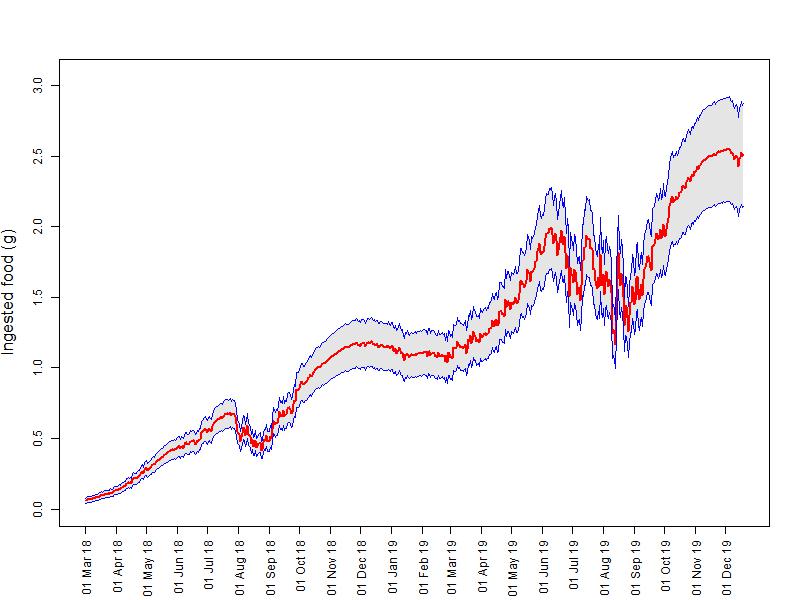 Ingested food (g)
3.0
2.5
2.0
1.5
1.0
0.5
0.0
01 Mar 18
01 Apr 18
01 May 18
01 Jun 18
01 Jul 18
01 Aug 18
01 Sep 18
01 Oct 18
01 Nov 18
01 Dec 18
01 Jan 19
01 Feb 19
01 Mar 19
01 Apr 19
01 May 19
01 Jun 19
01 Jul 19
01 Aug 19
01 Sep 19
01 Oct 19
01 Nov 19
01 Dec 19